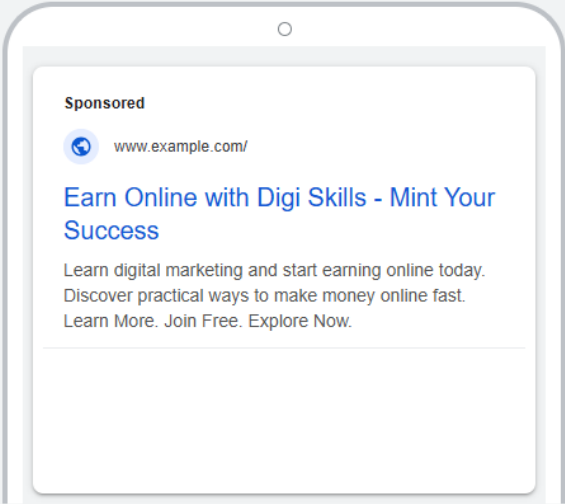 Sponsored
www.example.com/
Earn Online with Digi Skills - Mint Your
Success
Learn digital marketing and start earning online today.
Discover practical ways to make money online fast.
Learn More. Join Free. Explore Now.